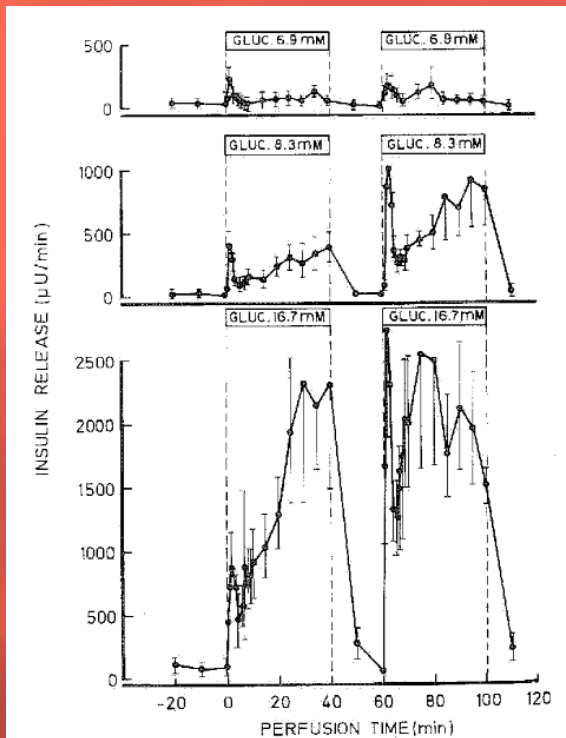 GLUC. 6.9 mM GLUC. 6.9 mM
500
0
GLUC. 8.3 mM GLUC. 8.3 mM
1000
500
0
GLUC. 16.7 mM GLUC. 16.7 mM
2500
2000
1500
1000
500
0
INSULIN RELEASE (µU/min)
-20 0 20 40 60 80 100 120
PERFUSION TIME (min)